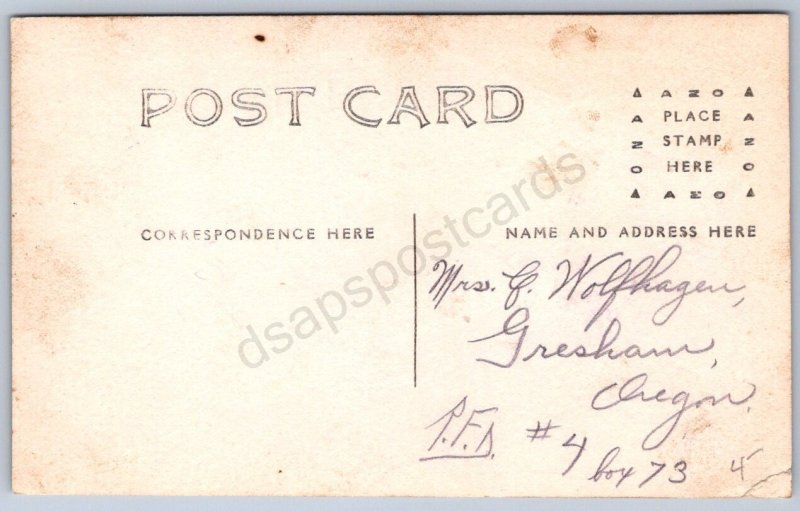 POST CARD
▲ A Z O ▲
A PLACE A
Z STAMP Z
O HERE O
▲ A Z O ▲
CORRESPONDENCE HERE
NAME AND ADDRESS HERE
Mrs. C. Wolfhagen,
Gresham,
Oregon.
R.F.D. #4
box 73
4
dsapspostcards